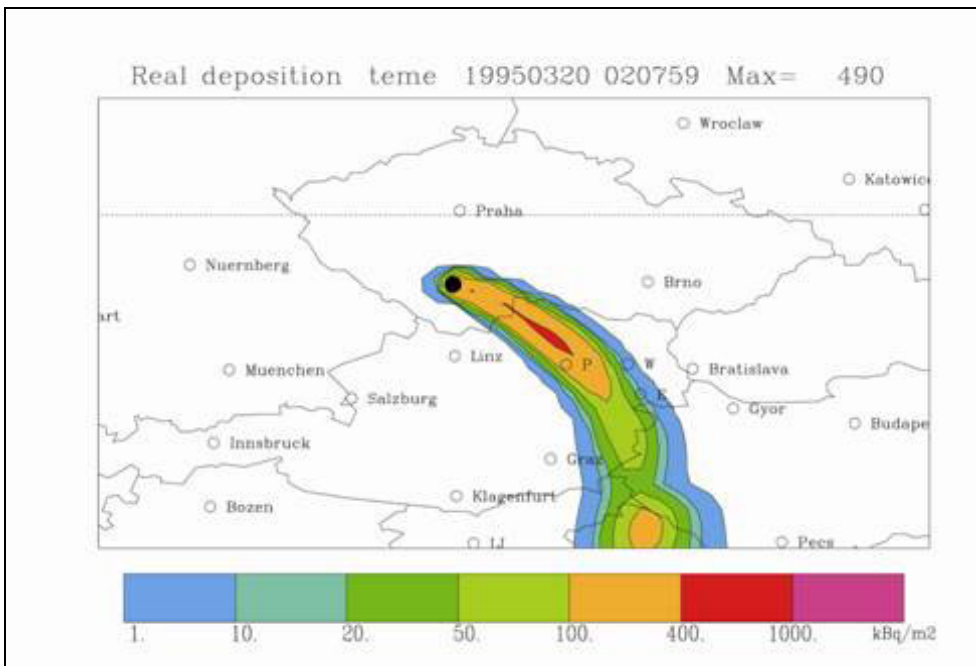 Real deposition teme 19950320 020759 Max= 490
Wroclaw
Katowic
Praha
Nuernberg
Brno
art
Linz
P
W
Muenchen
Bratislava
Salzburg
E
Gyor
Budape
Innsbruck
Graz
Klagenfurt
Bozen
LJ
Pecs
1. 10. 20. 50. 100. 400. 1000. kBq/m2